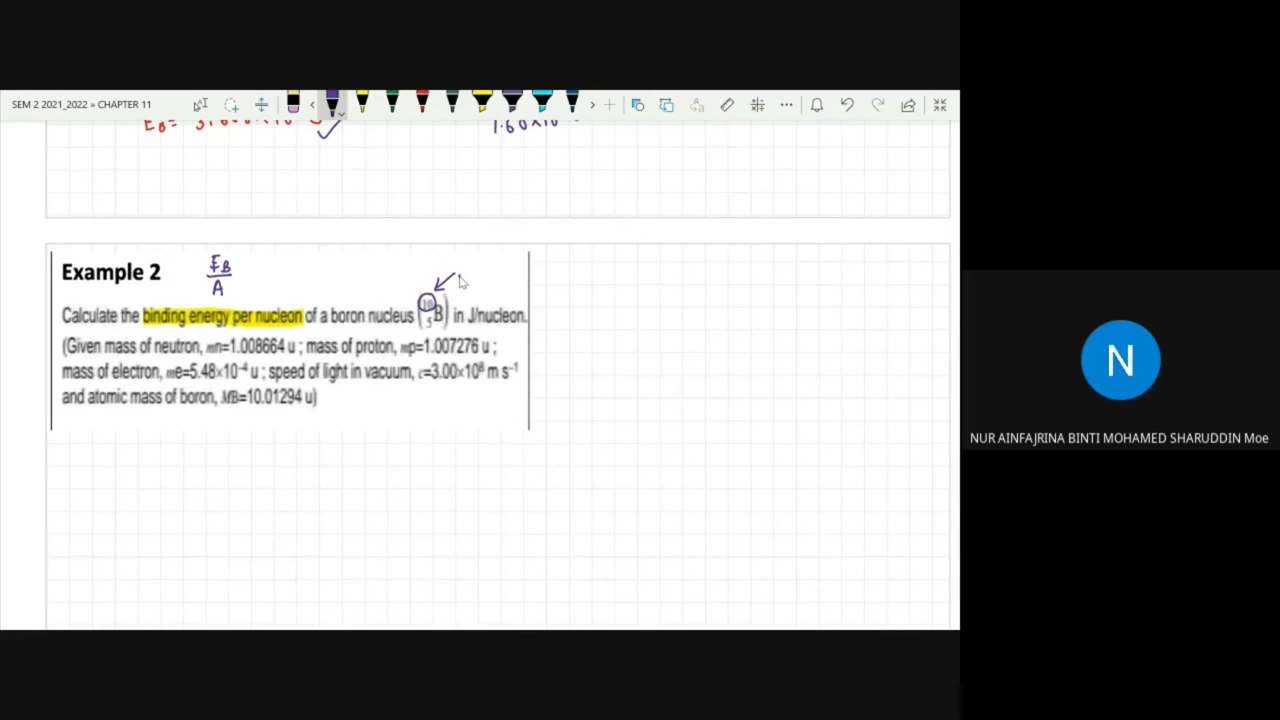 SEM 2 2021_2022 » CHAPTER 11
1.60x10
Example 2
E_B
A
Calculate the binding energy per nucleon of a boron nucleus (¹⁰₅B) in J/nucleon.
(Given mass of neutron, mn=1.008664 u ; mass of proton, mp=1.007276 u ;
mass of electron, me=5.48×10⁻⁴ u ; speed of light in vacuum, c=3.00×10⁸ m s⁻¹
and atomic mass of boron, MB=10.01294 u)
N
NUR AINFAJRINA BINTI MOHAMED SHARUDDIN Moe